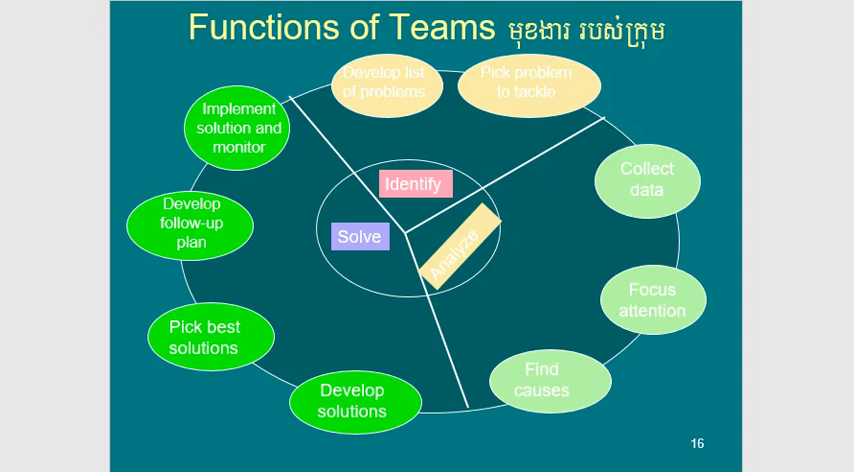 Functions of Teams មុខងារ របស់ក្រុម
Develop list
of problems
Pick problem
to tackle
Implement
solution and
monitor
Collect
data
Identify
Develop
follow-up
plan
Solve
Analyze
Focus
attention
Pick best
solutions
Find
causes
Develop
solutions
16